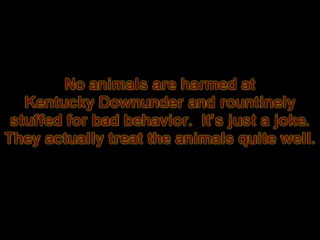 No animals are harmed at
Kentucky Downunder and rountinely
stuffed for bad behavior.  It's just a joke.
They actually treat the animals quite well.